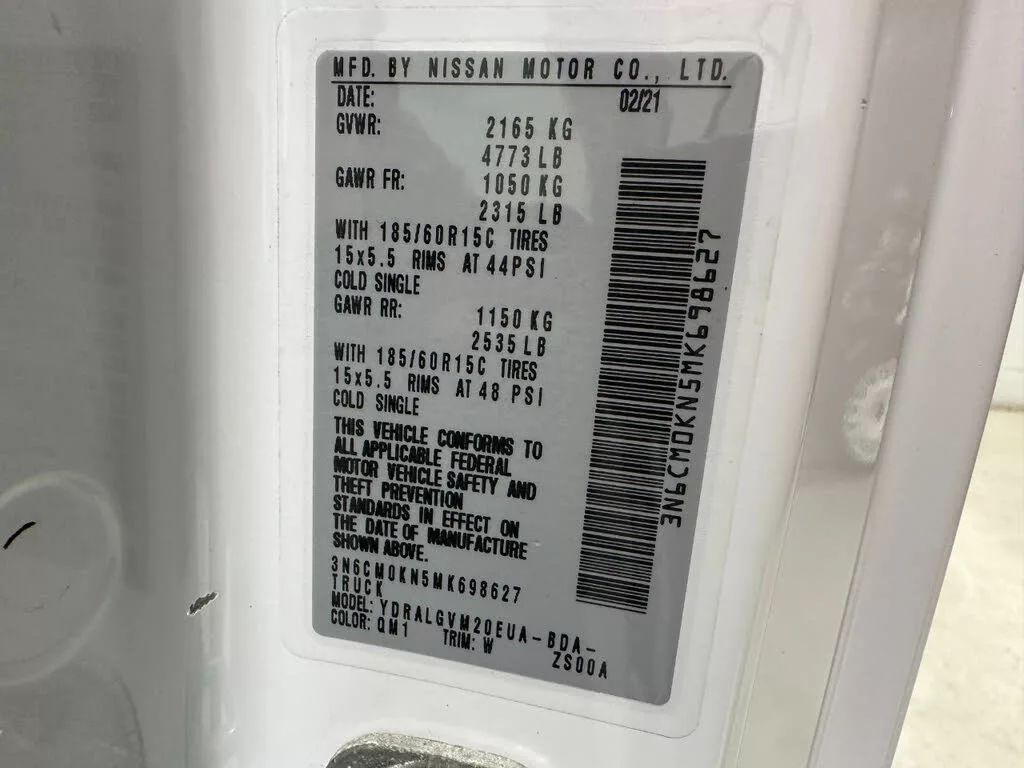 MFD. BY NISSAN MOTOR CO., LTD.
DATE: 02/21
GVWR: 2165 KG
4773 LB
GAWR FR: 1050 KG
2315 LB
WITH 185/60R15C TIRES
15x5.5 RIMS AT 44PSI
COLD SINGLE
GAWR RR: 1150 KG
2535 LB
WITH 185/60R15C TIRES
15x5.5 RIMS AT 48 PSI
COLD SINGLE
THIS VEHICLE CONFORMS TO
ALL APPLICABLE FEDERAL
MOTOR VEHICLE SAFETY AND
THEFT PREVENTION
STANDARDS IN EFFECT ON
THE DATE OF MANUFACTURE
SHOWN ABOVE.
3N6CM0KN5MK698627
TRUCK
MODEL: YDRALGVM20EUA-BDA-
ZS00A
COLOR: QM1 TRIM: W
3N6CM0KN5MK698627